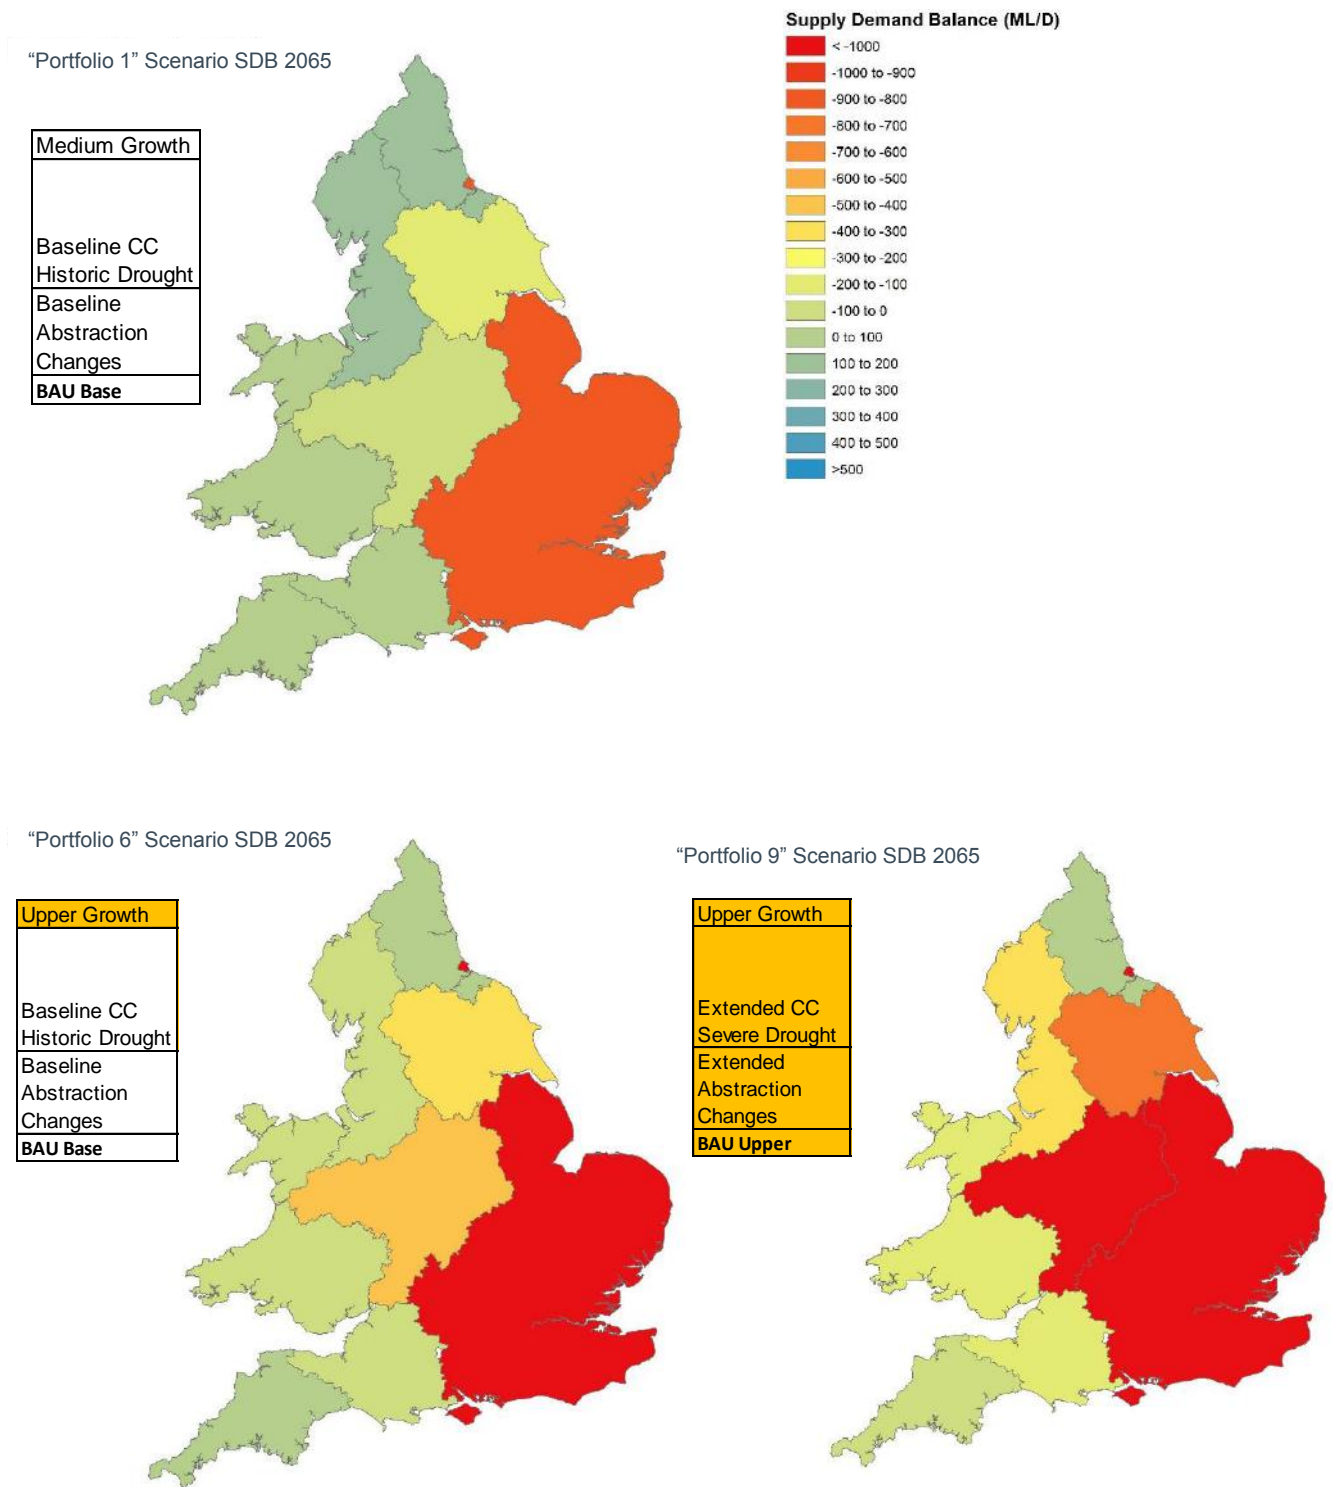 “Portfolio 1” Scenario SDB 2065
Medium Growth
Baseline CC
Historic Drought
Baseline
Abstraction
Changes
BAU Base
Supply Demand Balance (ML/D)
< -1000
-1000 to -900
-900 to -800
-800 to -700
-700 to -600
-600 to -500
-500 to -400
-400 to -300
-300 to -200
-200 to -100
-100 to 0
0 to 100
100 to 200
200 to 300
300 to 400
400 to 500
>500
“Portfolio 6” Scenario SDB 2065
Upper Growth
Baseline CC
Historic Drought
Baseline
Abstraction
Changes
BAU Base
“Portfolio 9” Scenario SDB 2065
Upper Growth
Extended CC
Severe Drought
Extended
Abstraction
Changes
BAU Upper